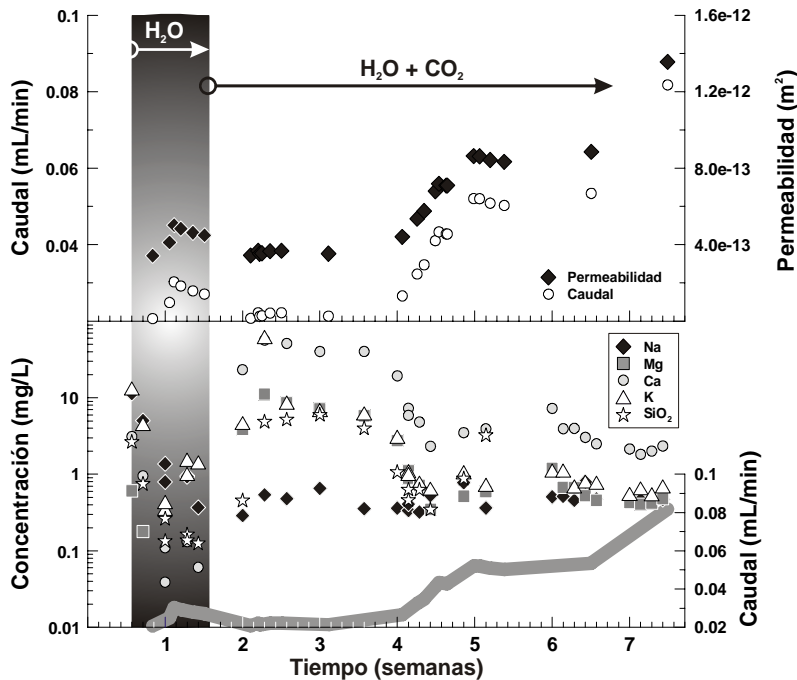 H₂O
H₂O + CO₂
Caudal (mL/min)
0.1
0.08
0.06
0.04
1.6e-12
1.2e-12
8.0e-13
4.0e-13
Permeabilidad (m²)
Permeabilidad
Caudal
Concentración (mg/L)
10
1
0.1
0.01
Na
Mg
Ca
K
SiO₂
0.1
0.08
0.06
0.04
0.02
Caudal (mL/min)
1 2 3 4 5 6 7
Tiempo (semanas)